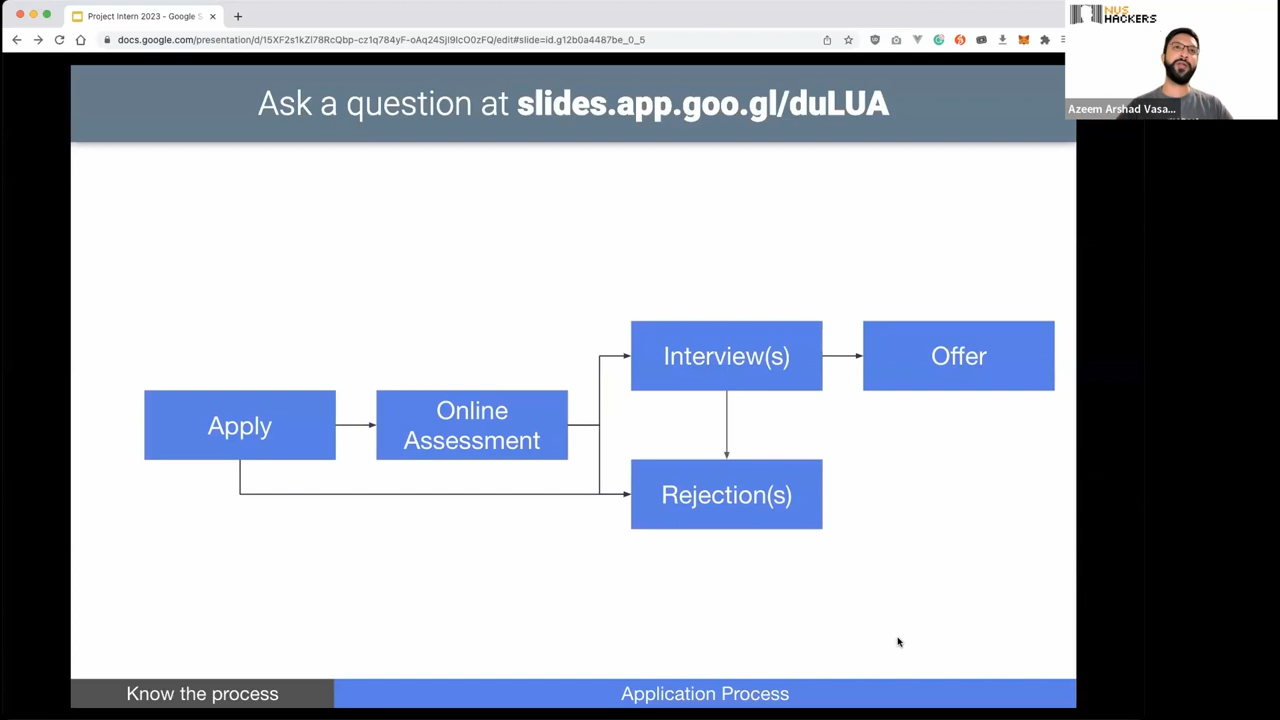 Project Intern 2023 - Google S
NUS
HACKERS
docs.google.com/presentation/d/15XF2s1kZl78RcQbp-cz1q784yF-oAq24SjI9IcO0zFQ/edit#slide=id.g12b0a4487be_0_5
Azeem Arshad Vasa...
Ask a question at slides.app.goo.gl/duLUA
Interview(s)
Offer
Apply
Online
Assessment
Rejection(s)
Know the process
Application Process